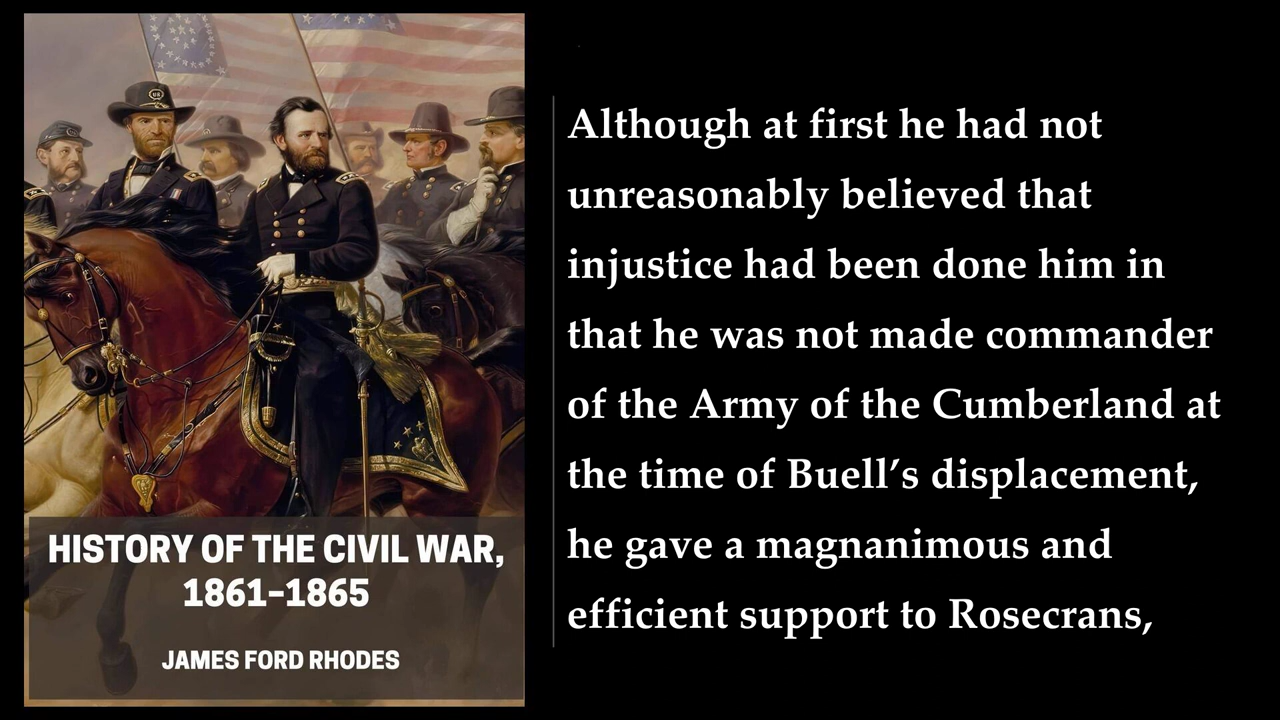 HISTORY OF THE CIVIL WAR,
1861–1865
JAMES FORD RHODES
Although at first he had not
unreasonably believed that
injustice had been done him in
that he was not made commander
of the Army of the Cumberland at
the time of Buell’s displacement,
he gave a magnanimous and
efficient support to Rosecrans,